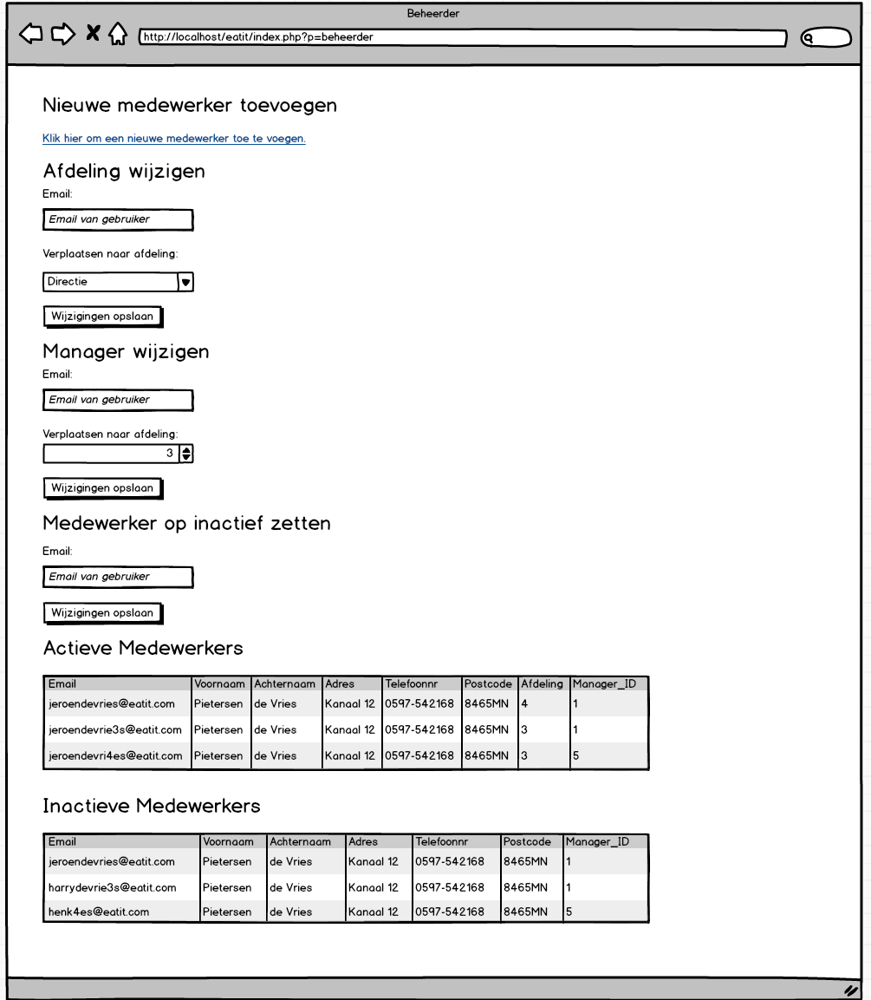 Beheerder
http://localhost/eatit/index.php?p=beheerder
Nieuwe medewerker toevoegen
Klik hier om een nieuwe medewerker toe te voegen.
Afdeling wijzigen
Email:
Email van gebruiker
Verplaatsen naar afdeling:
Directie
Wijzigingen opslaan
Manager wijzigen
Email:
Email van gebruiker
Verplaatsen naar afdeling:
3
Wijzigingen opslaan
Medewerker op inactief zetten
Email:
Email van gebruiker
Wijzigingen opslaan
Actieve Medewerkers
Email Voornaam Achternaam Adres Telefoonnr Postcode Afdeling Manager_ID
jeroendevries@eatit.com Pietersen de Vries Kanaal 12 0597-542168 8465MN 4 1
jeroendevrie3s@eatit.com Pietersen de Vries Kanaal 12 0597-542168 8465MN 3 1
jeroendevri4es@eatit.com Pietersen de Vries Kanaal 12 0597-542168 8465MN 3 5
Inactieve Medewerkers
Email Voornaam Achternaam Adres Telefoonnr Postcode Manager_ID
jeroendevries@eatit.com Pietersen de Vries Kanaal 12 0597-542168 8465MN 1
harrydevrie3s@eatit.com Pietersen de Vries Kanaal 12 0597-542168 8465MN 1
henk4es@eatit.com Pietersen de Vries Kanaal 12 0597-542168 8465MN 5